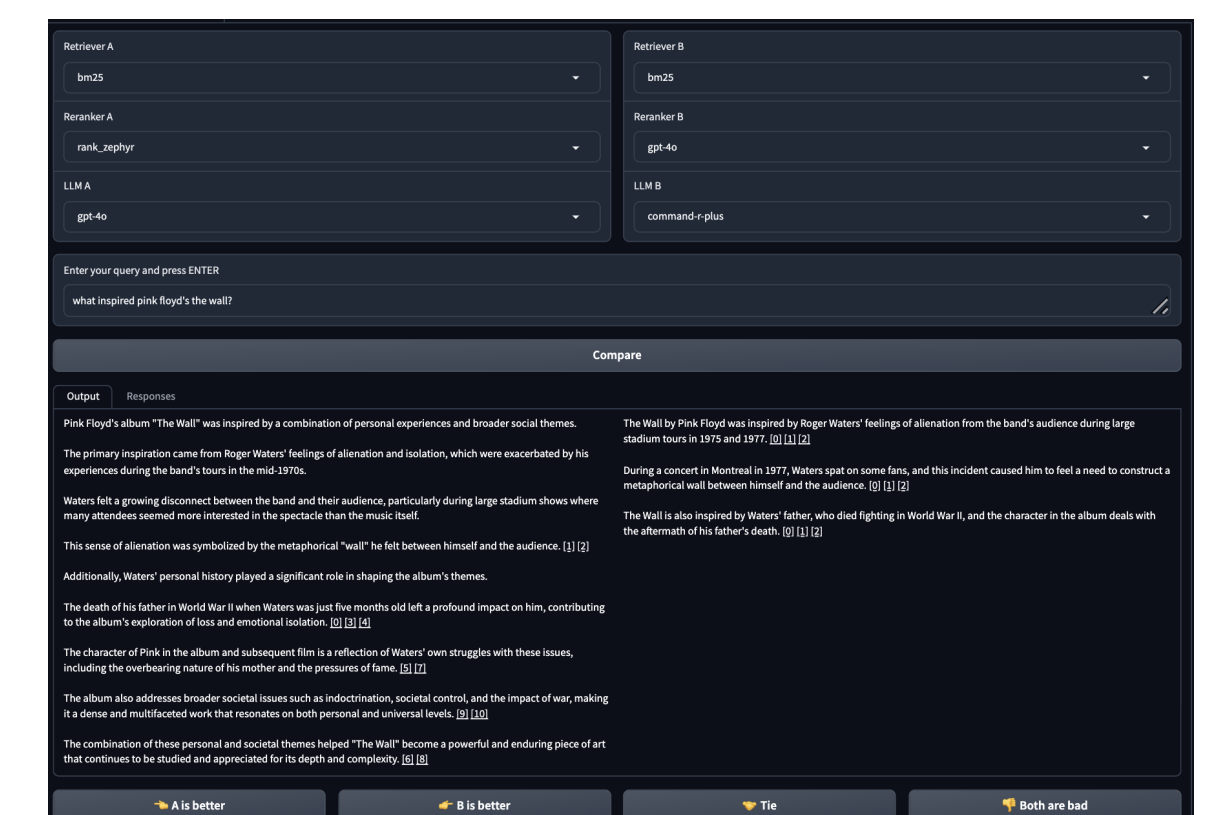 Retriever A
bm25
Reranker A
rank_zephyr
LLM A
gpt-4o
Retriever B
bm25
Reranker B
gpt-4o
LLM B
command-r-plus
Enter your query and press ENTER
what inspired pink floyd's the wall?
Compare
Output
Responses
Pink Floyd's album "The Wall" was inspired by a combination of personal experiences and broader social themes.
The primary inspiration came from Roger Waters' feelings of alienation and isolation, which were exacerbated by his
experiences during the band's tours in the mid-1970s.
Waters felt a growing disconnect between the band and their audience, particularly during large stadium shows where
many attendees seemed more interested in the spectacle than the music itself.
This sense of alienation was symbolized by the metaphorical "wall" he felt between himself and the audience. [1] [2]
Additionally, Waters' personal history played a significant role in shaping the album's themes.
The death of his father in World War II when Waters was just five months old left a profound impact on him, contributing
to the album's exploration of loss and emotional isolation. [0] [3] [4]
The character of Pink in the album and subsequent film is a reflection of Waters' own struggles with these issues,
including the overbearing nature of his mother and the pressures of fame. [5] [7]
The album also addresses broader societal issues such as indoctrination, societal control, and the impact of war, making
it a dense and multifaceted work that resonates on both personal and universal levels. [9] [10]
The combination of these personal and societal themes helped "The Wall" become a powerful and enduring piece of art
that continues to be studied and appreciated for its depth and complexity. [6] [8]
The Wall by Pink Floyd was inspired by Roger Waters' feelings of alienation from the band's audience during large
stadium tours in 1975 and 1977. [0] [1] [2]
During a concert in Montreal in 1977, Waters spat on some fans, and this incident caused him to feel a need to construct a
metaphorical wall between himself and the audience. [0] [1] [2]
The Wall is also inspired by Waters' father, who died fighting in World War II, and the character in the album deals with
the aftermath of his father's death. [0] [1] [2]
👈 A is better
👉 B is better
🤝 Tie
👎 Both are bad